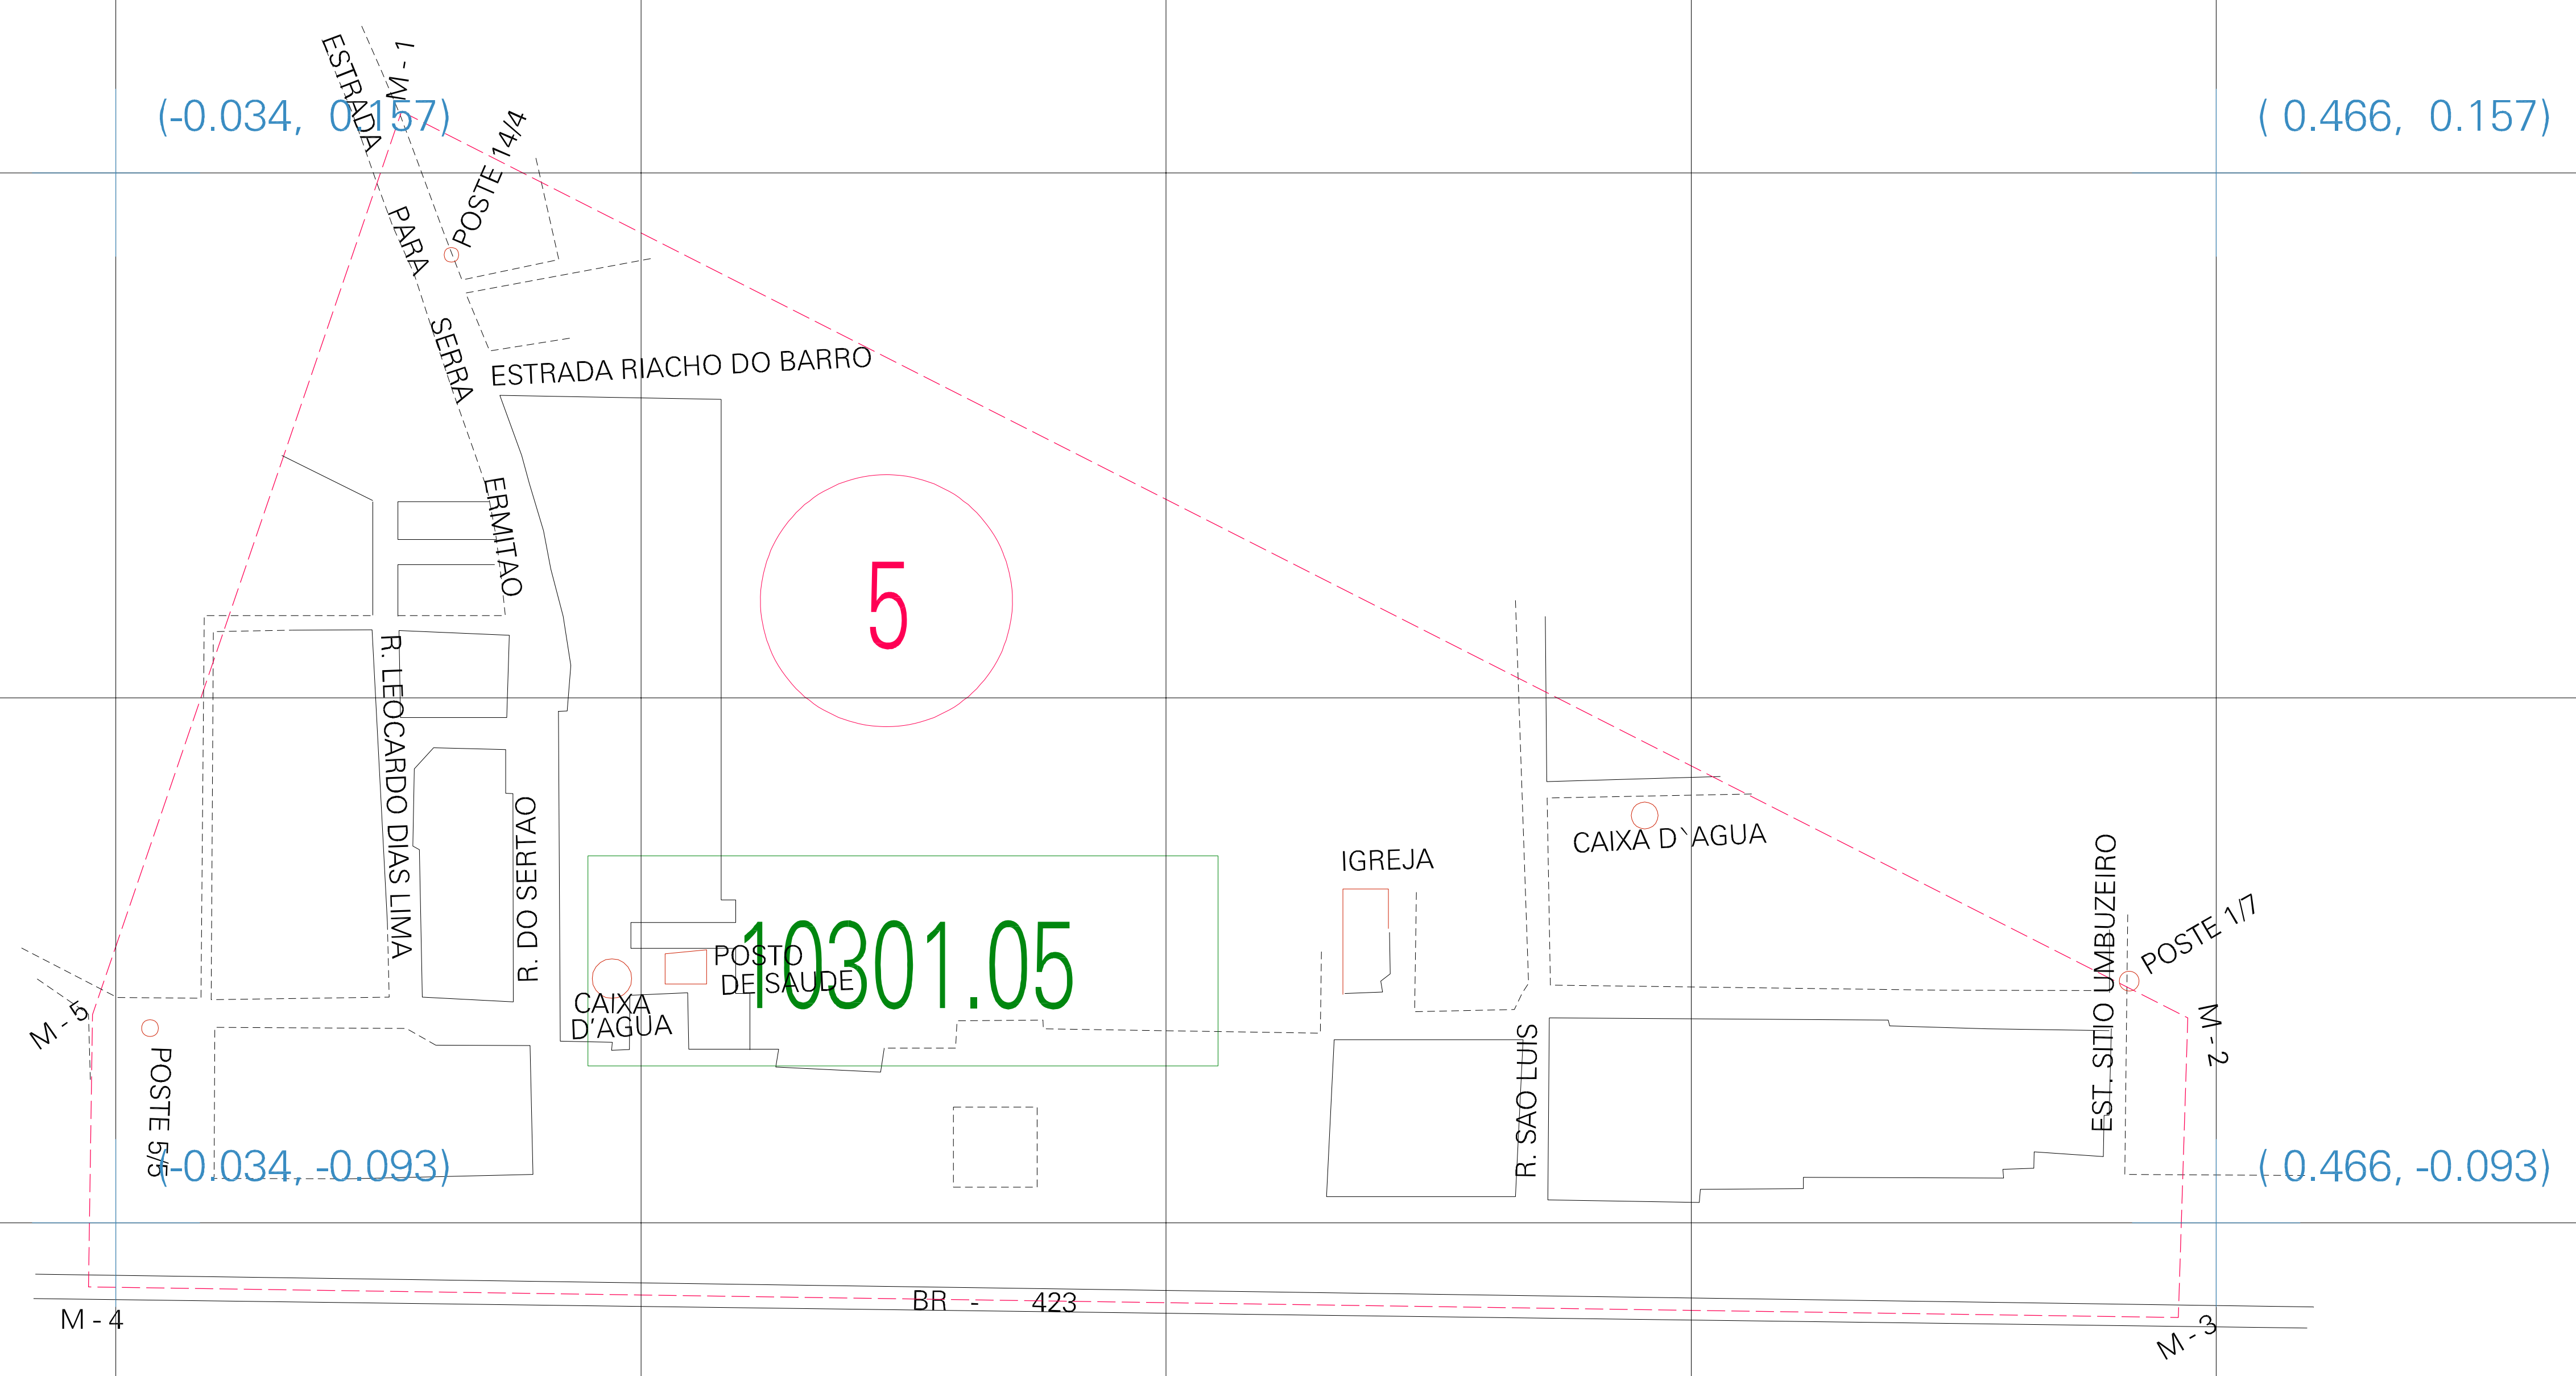 M - 1
(-0.034,  0.157)
( 0.466,  0.157)
ESTRADA PARA SERRA ERMITAO
POSTE 14/4
ESTRADA RIACHO DO BARRO
5
R. LEOCARDO DIAS LIMA
R. DO SERTAO
CAIXA D`AGUA
IGREJA
EST. SITIO UMBUZEIRO
POSTE 1/7
10301.05
POSTO
DE SAUDE
CAIXA
D'AGUA
M - 5
M - 2
POSTE 5/5
R. SAO LUIS
(-0.034, -0.093)
( 0.466, -0.093)
BR - 423
M - 4
M - 3